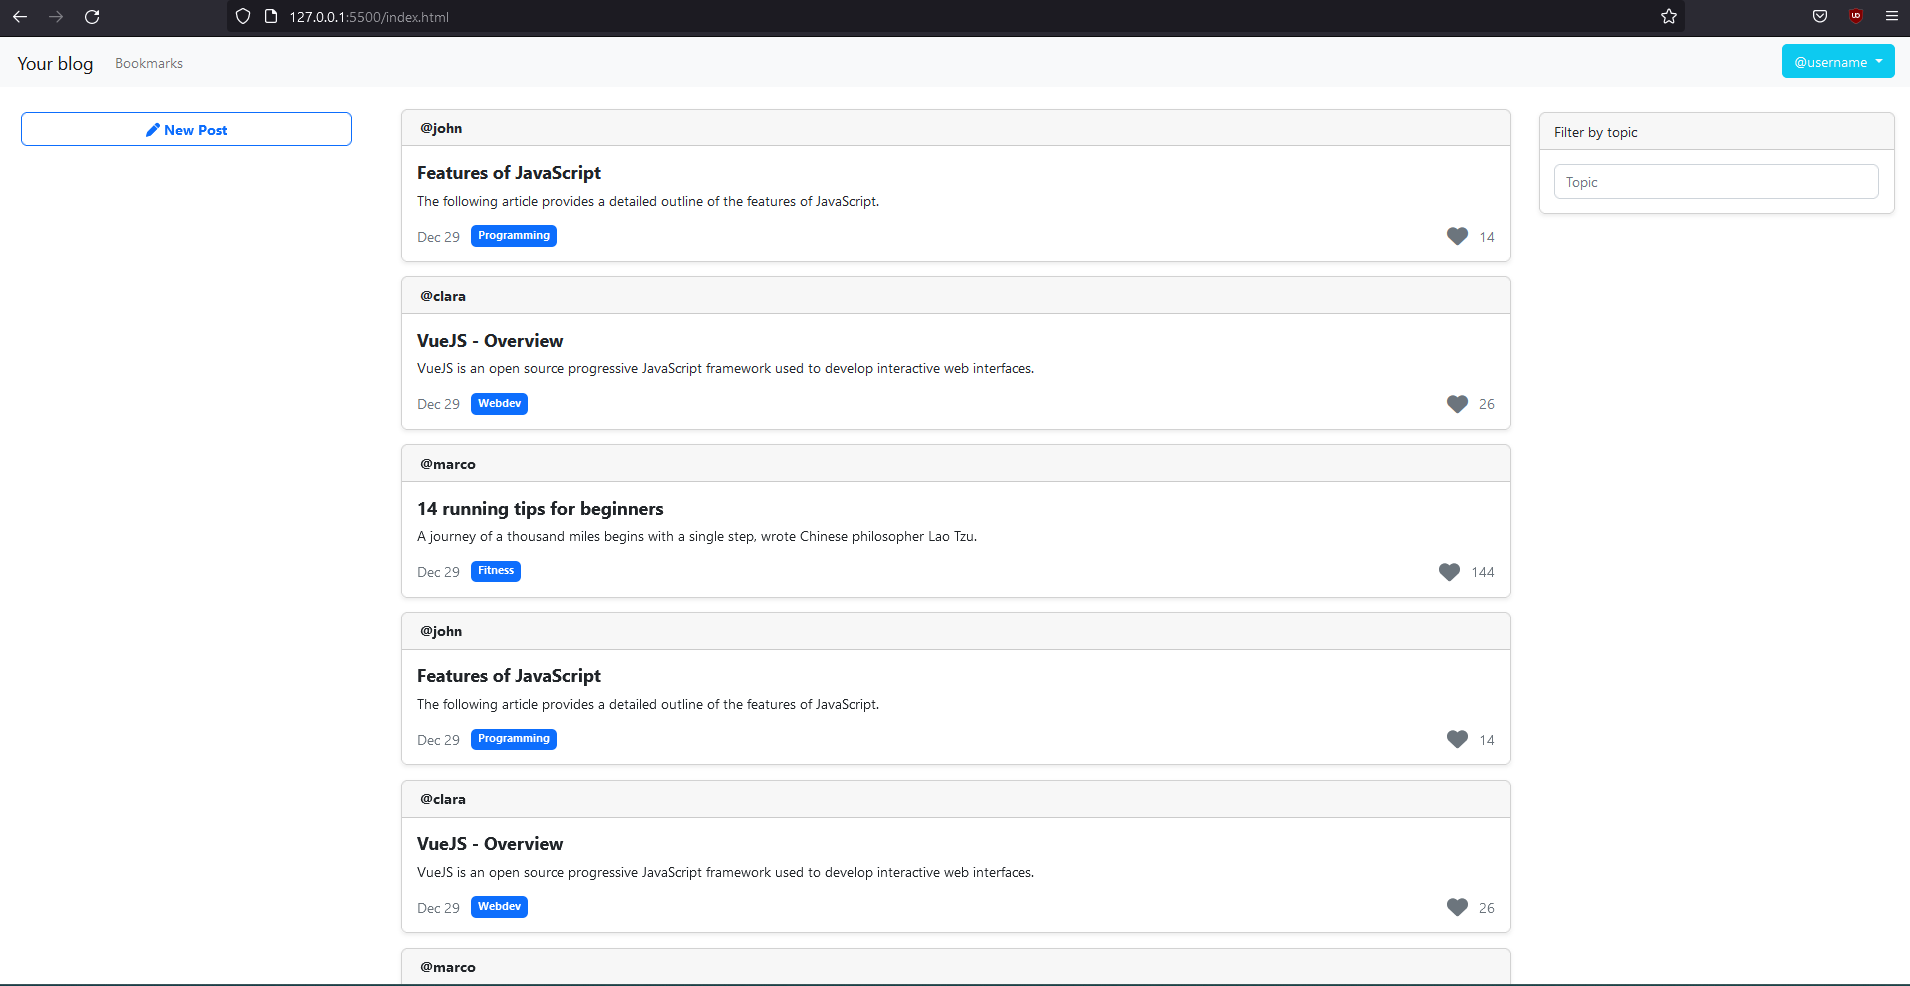 127.0.0.1:5500/index.html
Your blog Bookmarks @username
New Post
@john
Features of JavaScript
The following article provides a detailed outline of the features of JavaScript.
Dec 29 Programming 14
@clara
VueJS - Overview
VueJS is an open source progressive JavaScript framework used to develop interactive web interfaces.
Dec 29 Webdev 26
@marco
14 running tips for beginners
A journey of a thousand miles begins with a single step, wrote Chinese philosopher Lao Tzu.
Dec 29 Fitness 144
@john
Features of JavaScript
The following article provides a detailed outline of the features of JavaScript.
Dec 29 Programming 14
@clara
VueJS - Overview
VueJS is an open source progressive JavaScript framework used to develop interactive web interfaces.
Dec 29 Webdev 26
@marco
Filter by topic
Topic